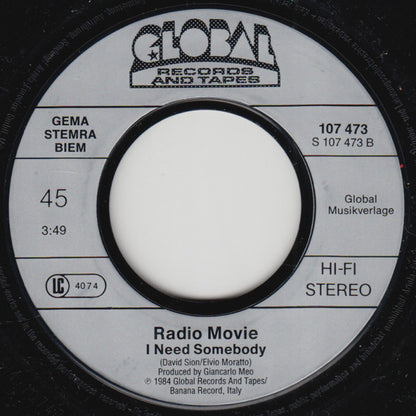 GLOBAL
RECORDS
AND TAPES
GEMA
STEMRA
BIEM
107 473
S 107 473 B
45
3:49
Global
Musikverlage
LC 4074
HI-FI
STEREO
Radio Movie
I Need Somebody
(David Sion/Elvio Moratto)
Produced by Giancarlo Meo
℗ 1984 Global Records And Tapes/
Banana Record, Italy